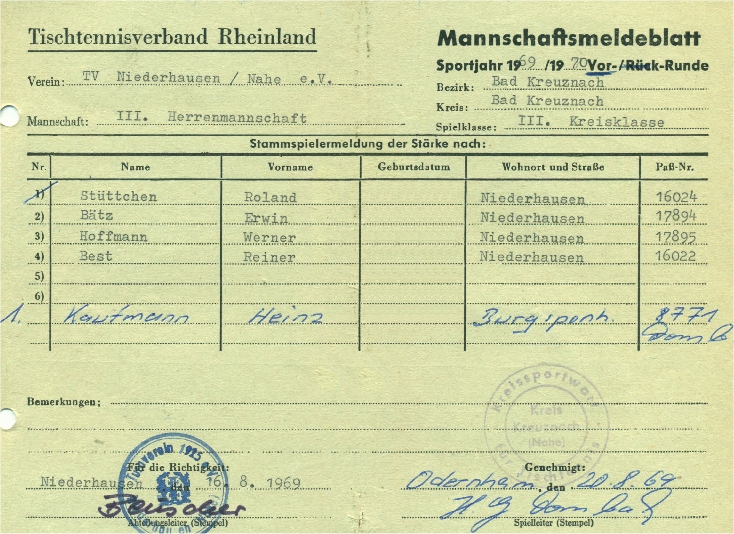 Tischtennisverband Rheinland
Mannschaftsmeldeblatt
Sportjahr 1969 /1970 Vor-/Rück-Runde
Verein: TV Niederhausen / Nahe e.V.
Bezirk: Bad Kreuznach
Kreis: Bad Kreuznach
Mannschaft: III. Herrenmannschaft
Spielklasse: III. Kreisklasse
Stammspielermeldung der Stärke nach:
Nr. Name Vorname Geburtsdatum Wohnort und Straße Paß-Nr.
1) Stüttchen Roland Niederhausen 16024
2) Bätz Erwin Niederhausen 17894
3) Hoffmann Werner Niederhausen 17895
4) Best Reiner Niederhausen 16022
5)
6)
1. Kaufmann Heinz Burgsponh. 8771
Bemerkungen:
Kreissportwart
Kreis
Kreuznach
(Nahe)
Turnverein 1925 e.V.
Für die Richtigkeit:
Genehmigt:
Niederhausen, den 16. 8. 1969
Odernheim, den 20.8.69
Abteilungsleiter (Stempel)
Spielleiter (Stempel)